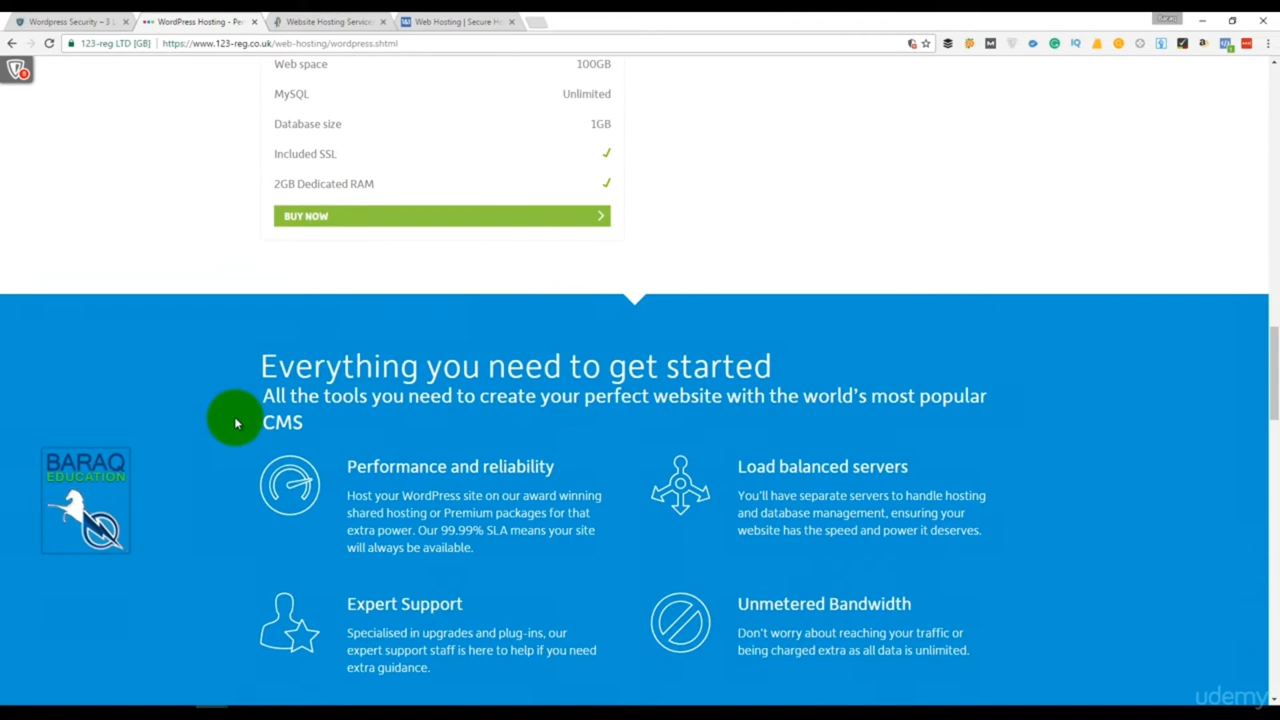 Wordpress Security – 3 L
WordPress Hosting - Per
Website Hosting Service
Web Hosting | Secure Ho
Baraq
123-reg LTD [GB] https://www.123-reg.co.uk/web-hosting/wordpress.shtml
Web space 100GB
MySQL Unlimited
Database size 1GB
Included SSL
2GB Dedicated RAM
BUY NOW
Everything you need to get started
All the tools you need to create your perfect website with the world's most popular
CMS
Performance and reliability
Host your WordPress site on our award winning
shared hosting or Premium packages for that
extra power. Our 99.99% SLA means your site
will always be available.
Load balanced servers
You'll have separate servers to handle hosting
and database management, ensuring your
website has the speed and power it deserves.
BARAQ
EDUCATION
Expert Support
Specialised in upgrades and plug-ins, our
expert support staff is here to help if you need
extra guidance.
Unmetered Bandwidth
Don't worry about reaching your traffic or
being charged extra as all data is unlimited.
udemy